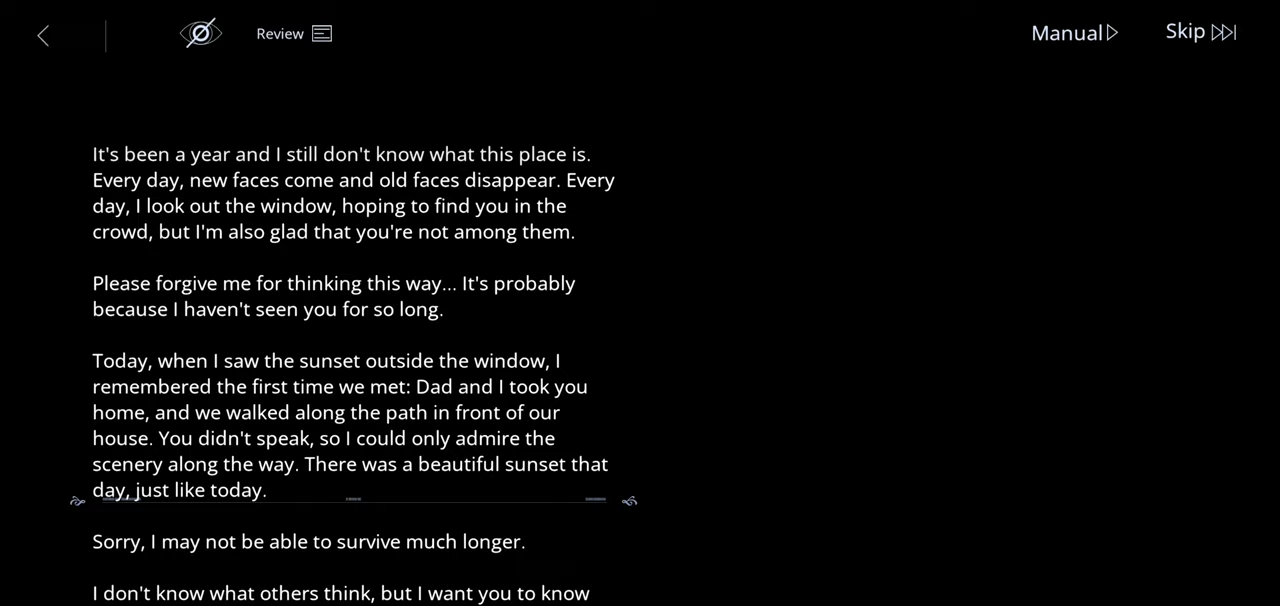 Review
Manual
Skip
It's been a year and I still don't know what this place is.
Every day, new faces come and old faces disappear. Every
day, I look out the window, hoping to find you in the
crowd, but I'm also glad that you're not among them.
Please forgive me for thinking this way... It's probably
because I haven't seen you for so long.
Today, when I saw the sunset outside the window, I
remembered the first time we met: Dad and I took you
home, and we walked along the path in front of our
house. You didn't speak, so I could only admire the
scenery along the way. There was a beautiful sunset that
day, just like today.
Sorry, I may not be able to survive much longer.
I don't know what others think, but I want you to know